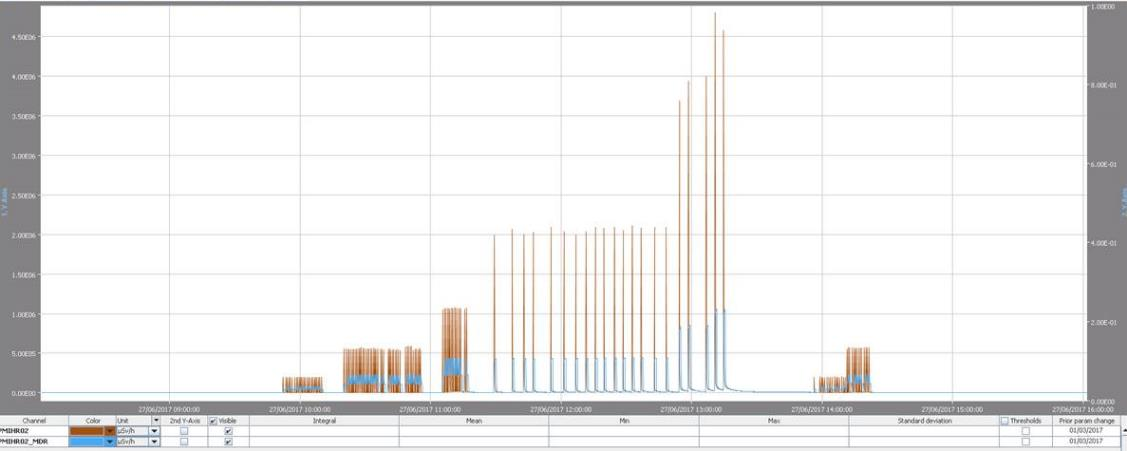 1.00E00
4.50E06
4.00E06
8.00E-01
3.50E06
3.00E06
6.00E-01
2.50E06
1. Y Axis
2. Y Axis
2.00E06
4.00E-01
1.50E06
1.00E06
2.00E-01
5.00E05
0.00E00
0.00E00
27/06/2017 09:00:00 27/06/2017 10:00:00 27/06/2017 11:00:00 27/06/2017 12:00:00 27/06/2017 13:00:00 27/06/2017 14:00:00 27/06/2017 15:00:00 27/06/2017 16:00:00
Channel Color Unit 2nd Y-Axis Visible Integral Mean Min Max Standard deviation Thresholds Prior param change
PMIHR02 µSv/h 01/03/2017
PMIHR02_MDR µSv/h 01/03/2017